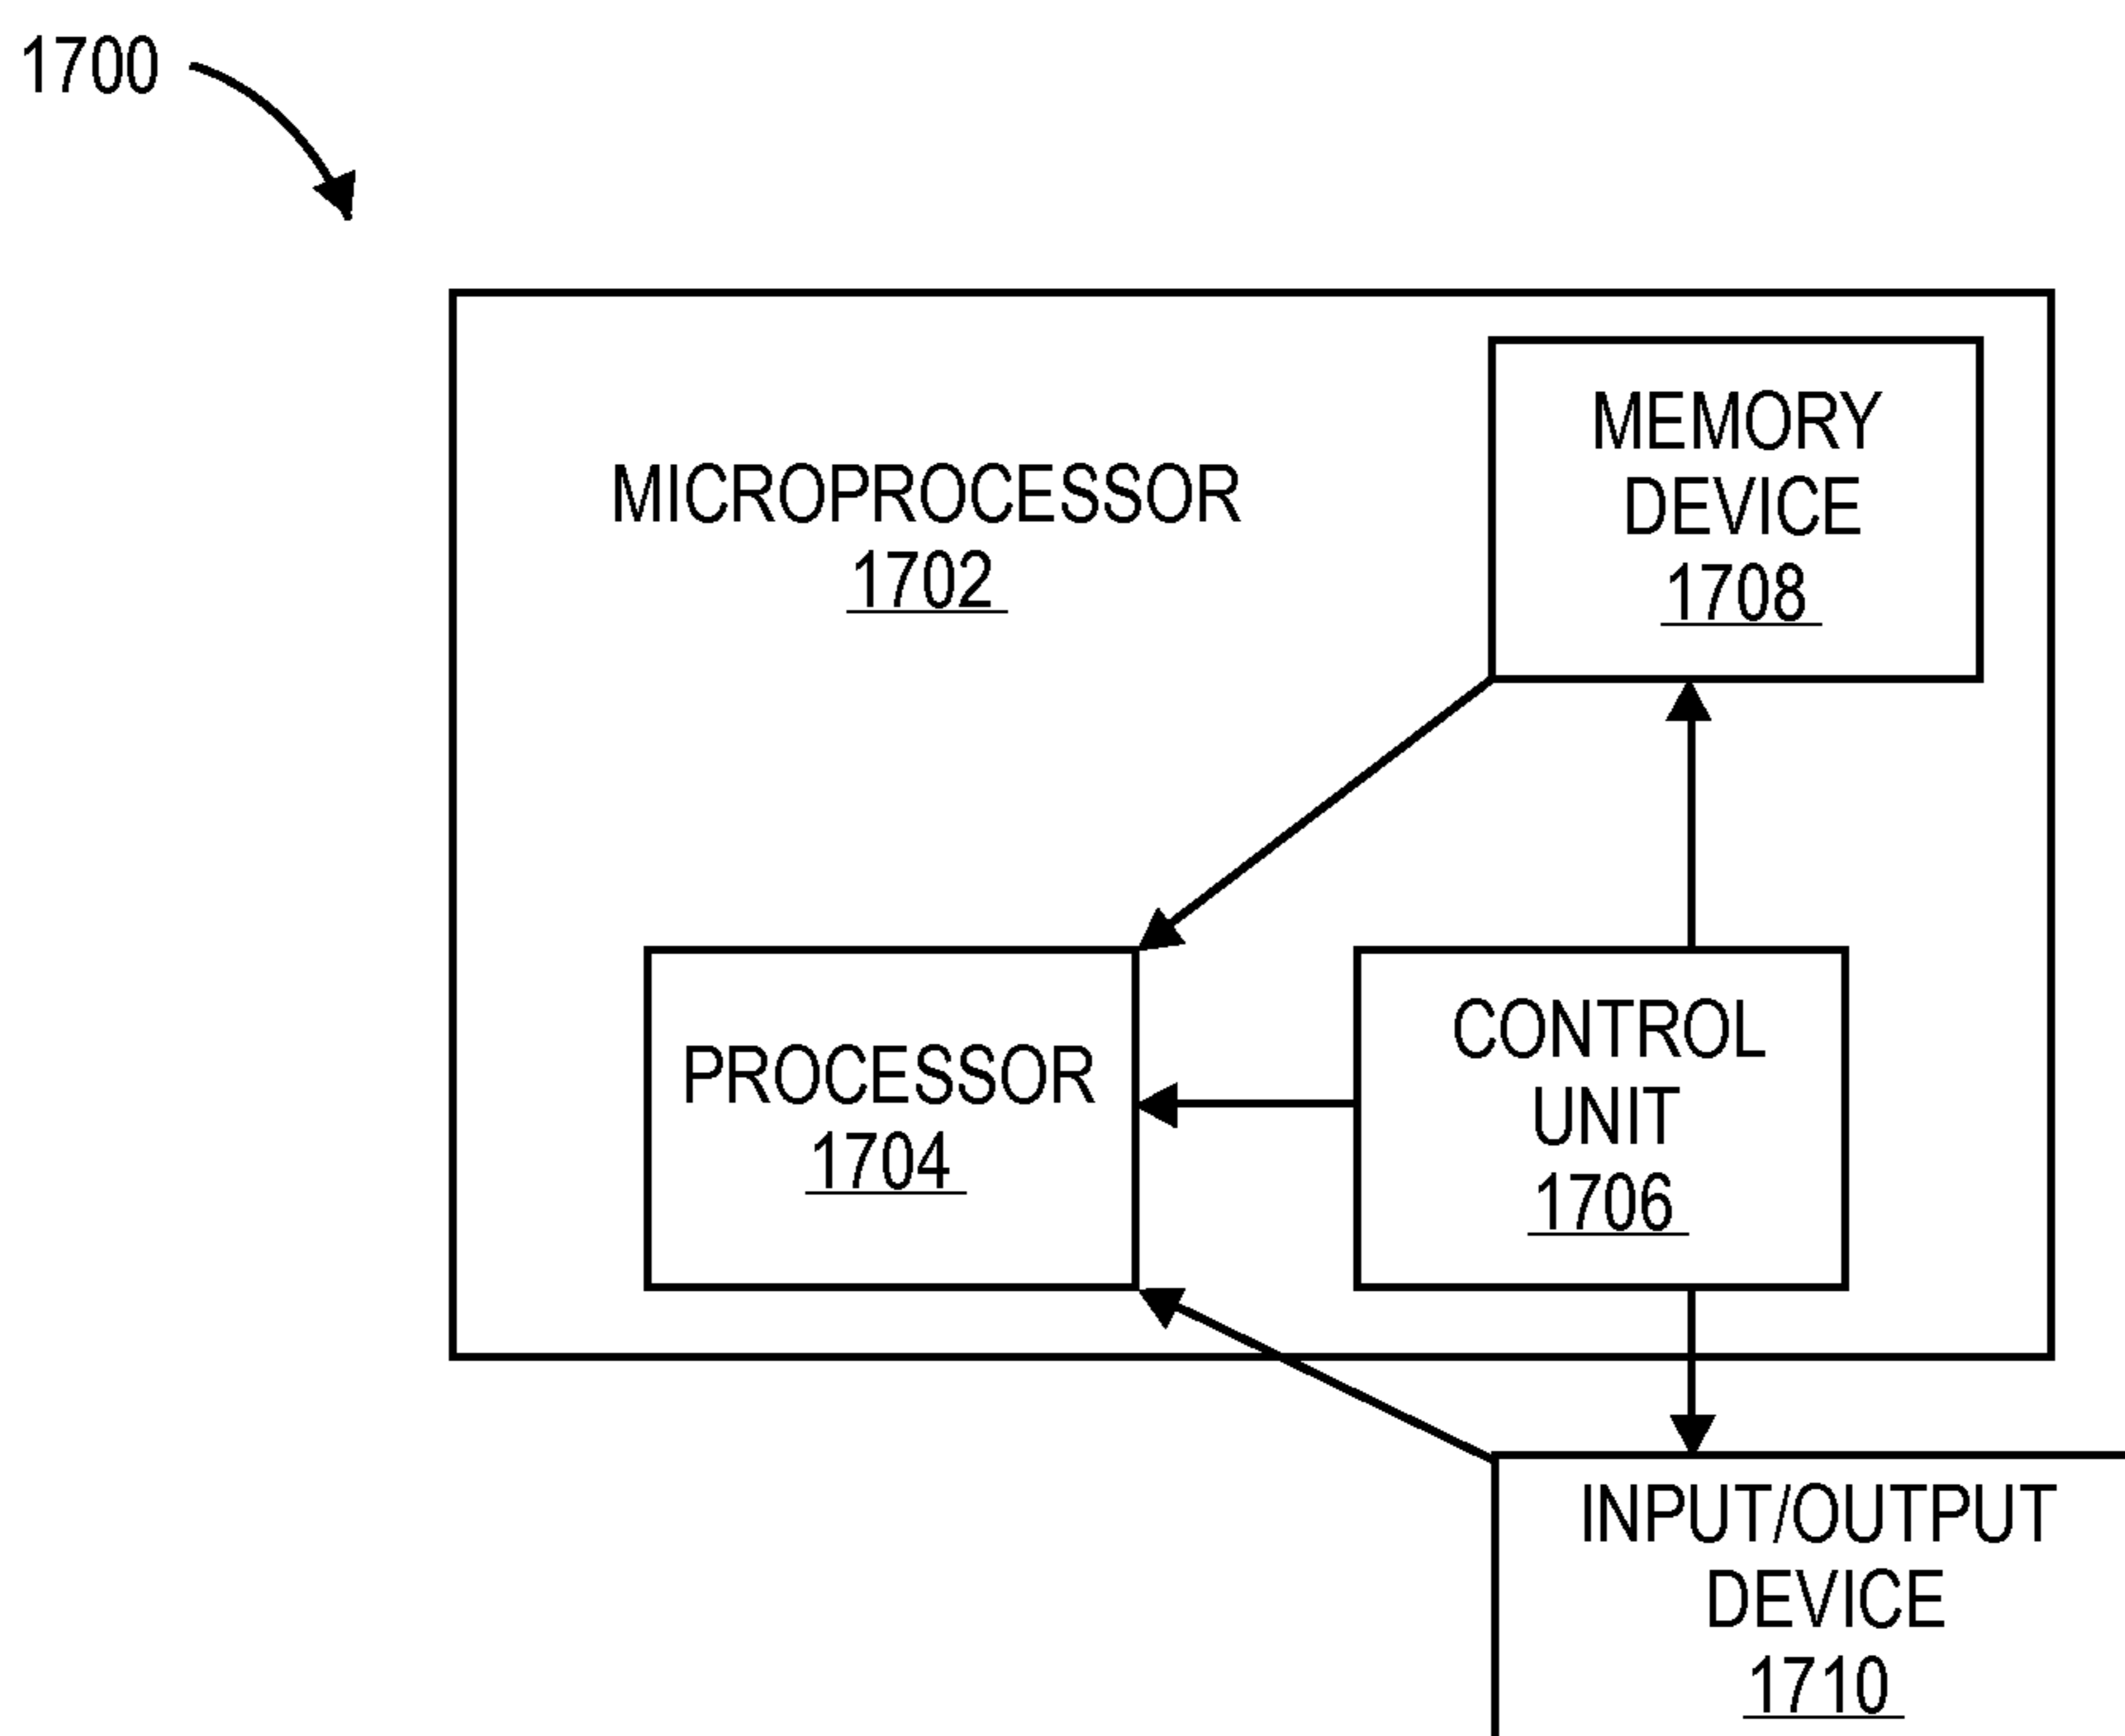 1700
MICROPROCESSOR
1702
MEMORY
DEVICE
1708
PROCESSOR
1704
CONTROL
UNIT
1706
INPUT/OUTPUT
DEVICE
1710